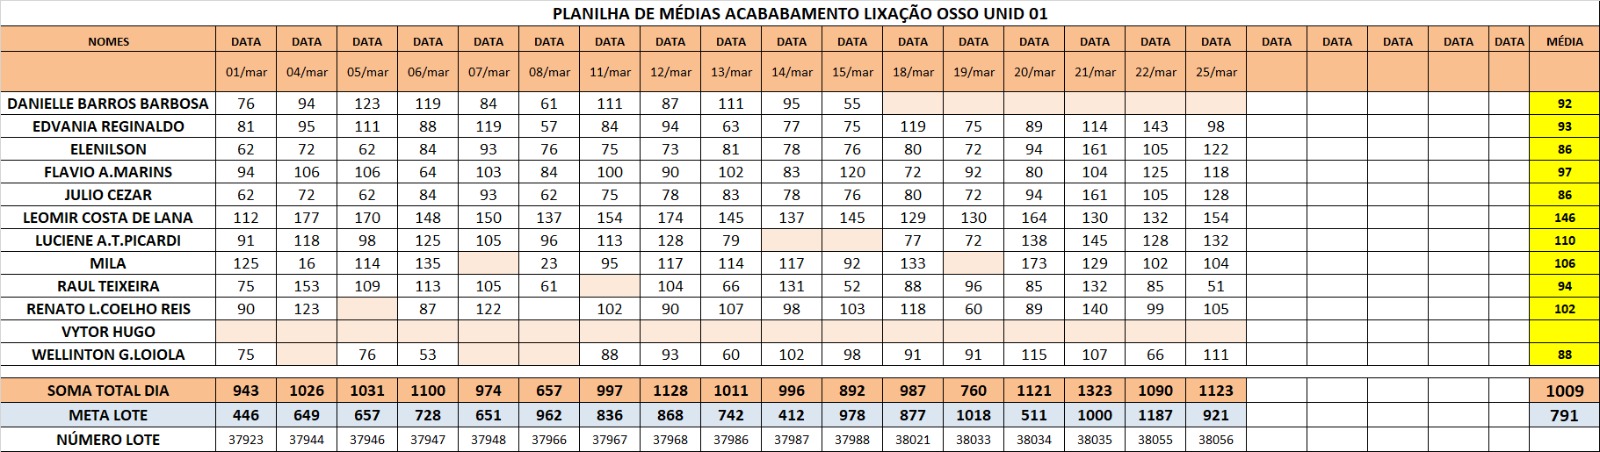 PLANILHA DE MÉDIAS ACABABAMENTO LIXAÇÃO OSSO UNID 01
NOMES DATA DATA DATA DATA DATA DATA DATA DATA DATA DATA DATA DATA DATA DATA DATA DATA DATA DATA DATA DATA DATA DATA MÉDIA
01/mar 04/mar 05/mar 06/mar 07/mar 08/mar 11/mar 12/mar 13/mar 14/mar 15/mar 18/mar 19/mar 20/mar 21/mar 22/mar 25/mar
DANIELLE BARROS BARBOSA 76 94 123 119 84 61 111 87 111 95 55 92
EDVANIA REGINALDO 81 95 111 88 119 57 84 94 63 77 75 119 75 89 114 143 98 93
ELENILSON 62 72 62 84 93 76 75 73 81 78 76 80 72 94 161 105 122 86
FLAVIO A.MARINS 94 106 106 64 103 84 100 90 102 83 120 72 92 80 104 125 118 97
JULIO CEZAR 62 72 62 84 93 62 75 78 83 78 76 80 72 94 161 105 128 86
LEOMIR COSTA DE LANA 112 177 170 148 150 137 154 174 145 137 145 129 130 164 130 132 154 146
LUCIENE A.T.PICARDI 91 118 98 125 105 96 113 128 79 77 72 138 145 128 132 110
MILA 125 16 114 135 23 95 117 114 117 92 133 173 129 102 104 106
RAUL TEIXEIRA 75 153 109 113 105 61 104 66 131 52 88 96 85 132 85 51 94
RENATO L.COELHO REIS 90 123 87 122 102 90 107 98 103 118 60 89 140 99 105 102
VYTOR HUGO
WELLINTON G.LOIOLA 75 76 53 88 93 60 102 98 91 91 115 107 66 111 88
SOMA TOTAL DIA 943 1026 1031 1100 974 657 997 1128 1011 996 892 987 760 1121 1323 1090 1123 1009
META LOTE 446 649 657 728 651 962 836 868 742 412 978 877 1018 511 1000 1187 921 791
NÚMERO LOTE 37923 37944 37946 37947 37948 37966 37967 37968 37986 37987 37988 38021 38033 38034 38035 38055 38056